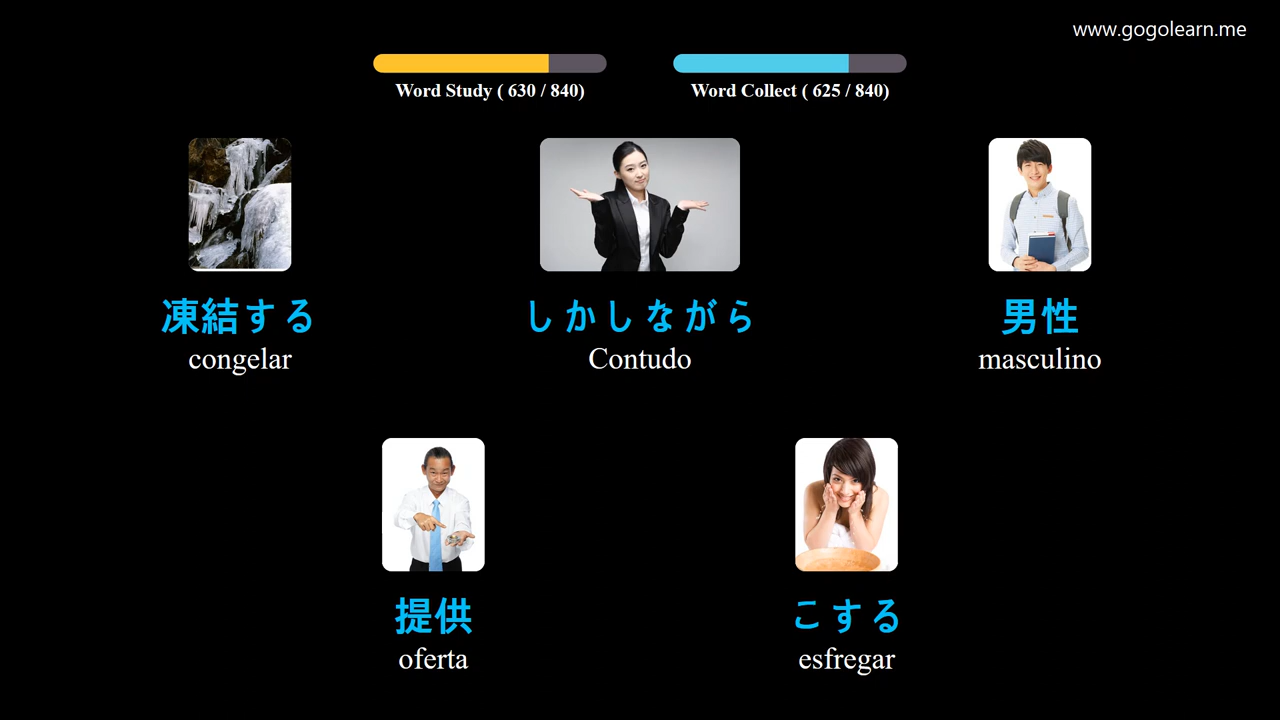 www.gogolearn.me
Word Study ( 630 / 840)
Word Collect ( 625 / 840)
凍結する
congelar
しかしながら
Contudo
男性
masculino
提供
oferta
こする
esfregar